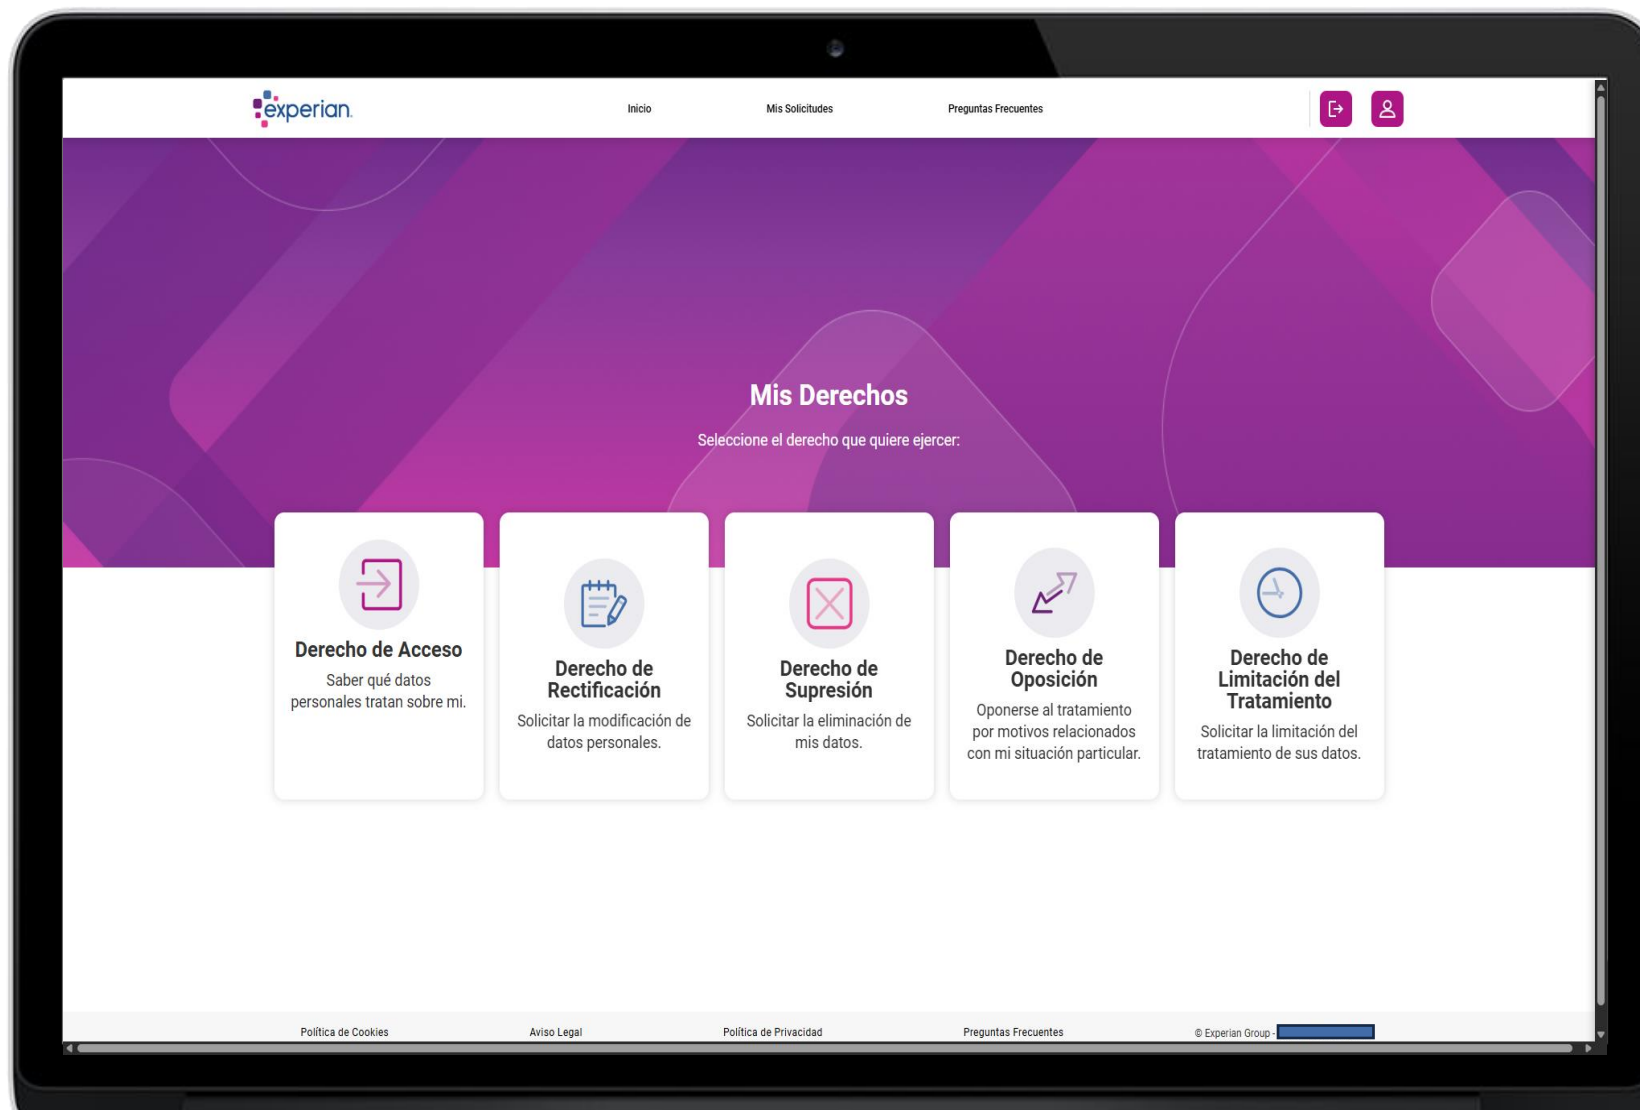 experian.
Inicio
Mis Solicitudes
Preguntas Frecuentes
Mis Derechos
Seleccione el derecho que quiere ejercer:
Derecho de Acceso
Saber qué datos
personales tratan sobre mi.
Derecho de
Rectificación
Solicitar la modificación de
datos personales.
Derecho de
Supresión
Solicitar la eliminación de
mis datos.
Derecho de
Oposición
Oponerse al tratamiento
por motivos relacionados
con mi situación particular.
Derecho de
Limitación del
Tratamiento
Solicitar la limitación del
tratamiento de sus datos.
Política de Cookies
Aviso Legal
Política de Privacidad
Preguntas Frecuentes
© Experian Group -